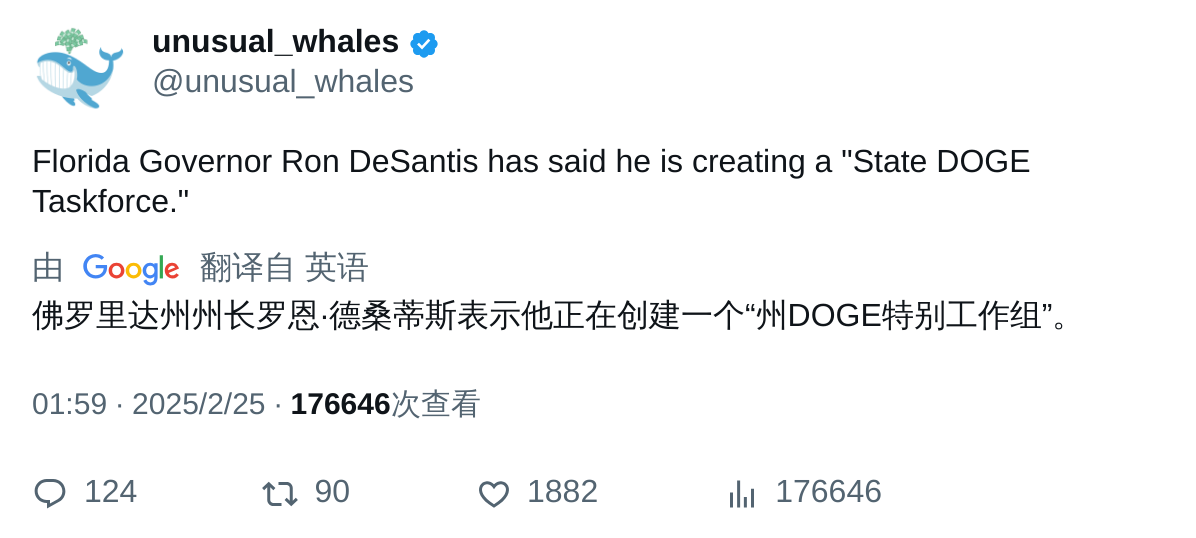 unusual_whales
@unusual_whales
Florida Governor Ron DeSantis has said he is creating a "State DOGE
Taskforce."
由 Google 翻译自 英语
佛罗里达州州长罗恩·德桑蒂斯表示他正在创建一个“州DOGE特别工作组”。
01:59 · 2025/2/25 · 176646次查看
124 90 1882 176646